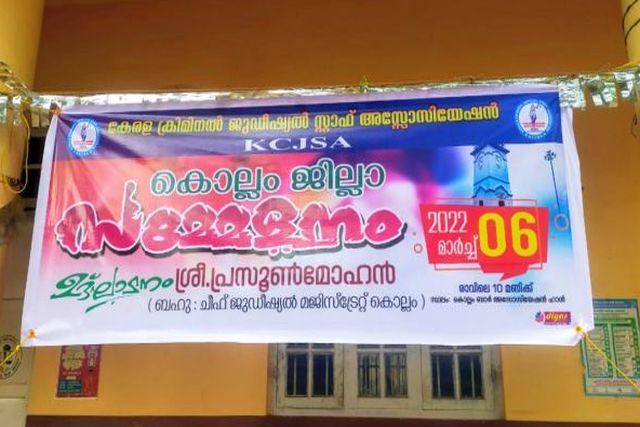 കേരള ക്രിമിനൽ ജുഡീഷ്യൽ സ്റ്റാഫ് അസ്സോസിയേഷൻ
KCJSA
കൊല്ലം ജില്ലാ
സമ്മേളനം
2022
മാർച്ച് 06
ഉദ്ഘാടനം ശ്രീ.പ്രസൂൺമോഹൻ
( ബഹു : ചീഫ് ജുഡീഷ്യൽ മജിസ്ട്രേറ്റ് കൊല്ലം )
രാവിലെ 10 മണിക്ക്
സ്ഥലം: കൊല്ലം ബാർ അസോസിയേഷൻ ഹാൾ